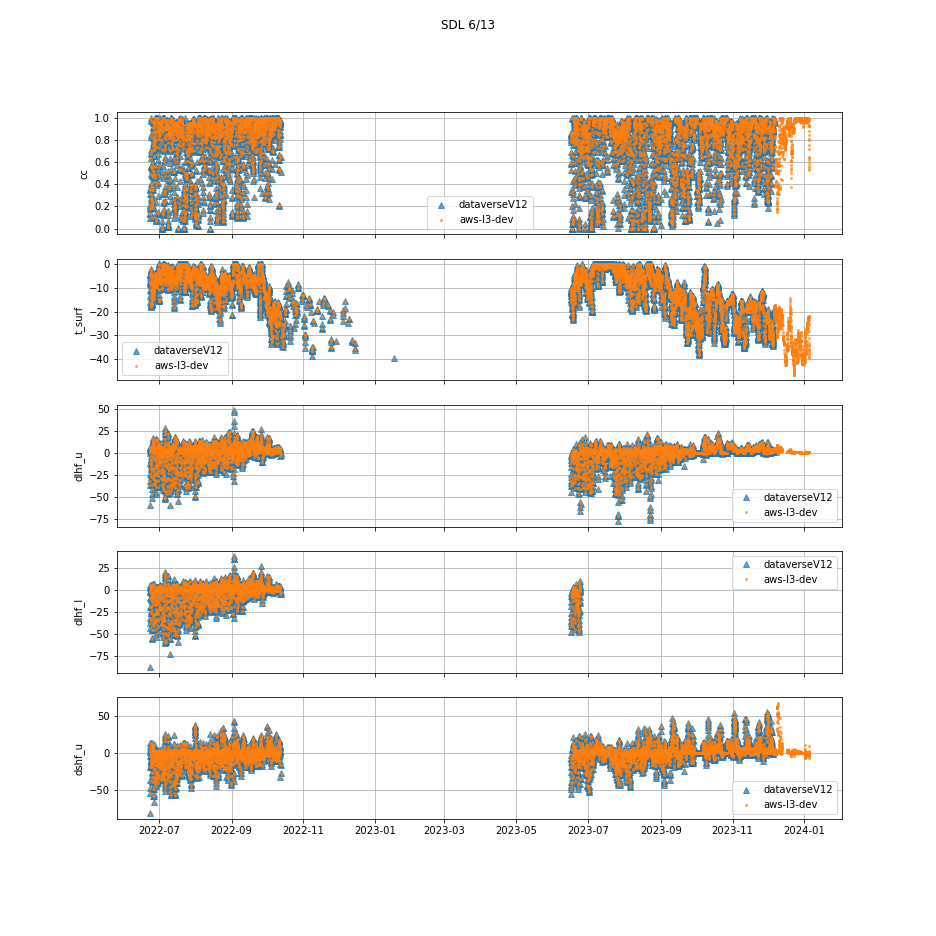 SDL 6/13
1.0
0.8
0.6
0.4
0.2
0.0
cc
dataverseV12
aws-l3-dev
0
−10
−20
−30
−40
t_surf
dataverseV12
aws-l3-dev
50
25
0
−25
−50
−75
dlhf_u
dataverseV12
aws-l3-dev
25
0
−25
−50
−75
dlhf_l
dataverseV12
aws-l3-dev
50
0
−50
dshf_u
dataverseV12
aws-l3-dev
2022-07 2022-09 2022-11 2023-01 2023-03 2023-05 2023-07 2023-09 2023-11 2024-01